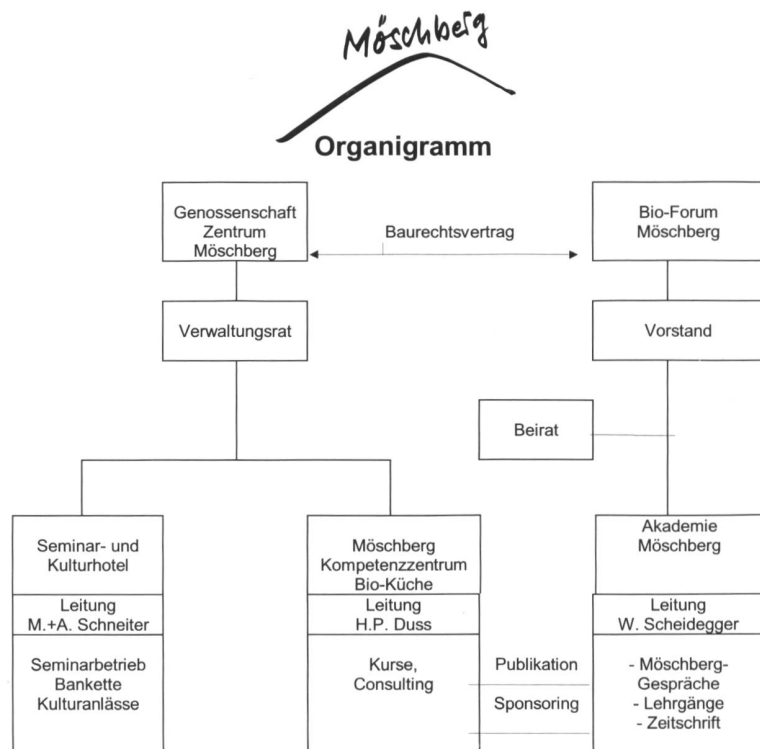 Möschberg
Organigramm
Genossenschaft
Zentrum
Möschberg
Baurechtsvertrag
Bio-Forum
Möschberg
Verwaltungsrat
Vorstand
Beirat
Seminar- und
Kulturhotel
Möschberg
Kompetenzzentrum
Bio-Küche
Akademie
Möschberg
Leitung
M.+A. Schneiter
Leitung
H.P. Duss
Leitung
W. Scheidegger
Seminarbetrieb
Bankette
Kulturanlässe
Kurse,
Consulting
Publikation
Sponsoring
- Möschberg-
Gespräche
- Lehrgänge
- Zeitschrift